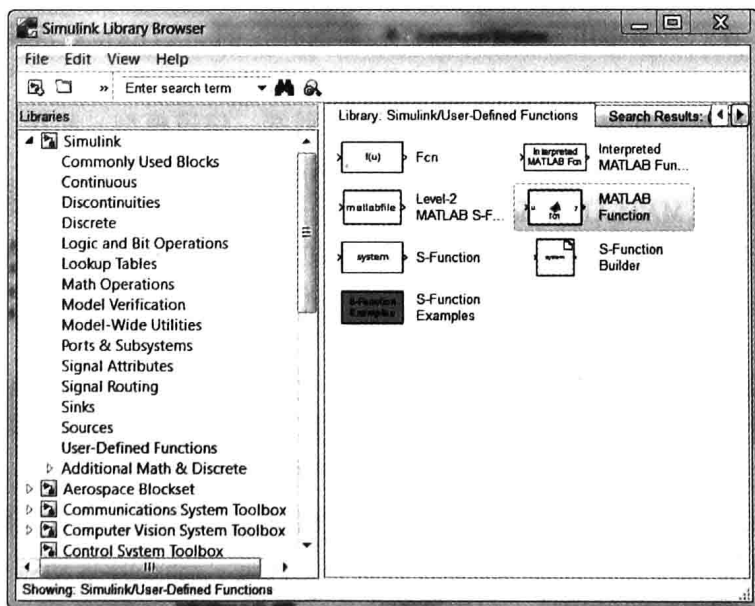 Simulink Library Browser
File Edit View Help
» Enter search term
Libraries
Simulink
Commonly Used Blocks
Continuous
Discontinuities
Discrete
Logic and Bit Operations
Lookup Tables
Math Operations
Model Verification
Model-Wide Utilities
Ports & Subsystems
Signal Attributes
Signal Routing
Sinks
Sources
User-Defined Functions
Additional Math & Discrete
Aerospace Blockset
Communications System Toolbox
Computer Vision System Toolbox
Control System Toolbox
Library: Simulink/User-Defined Functions
Search Results: (
f(u)
Fcn
Interpreted
MATLAB Fcn
Interpreted
MATLAB Fun...
matlabfile
Level-2
MATLAB S-F...
u fcn y
MATLAB
Function
system
S-Function
system
S-Function
Builder
S-Function
Examples
S-Function
Examples
Showing: Simulink/User-Defined Functions